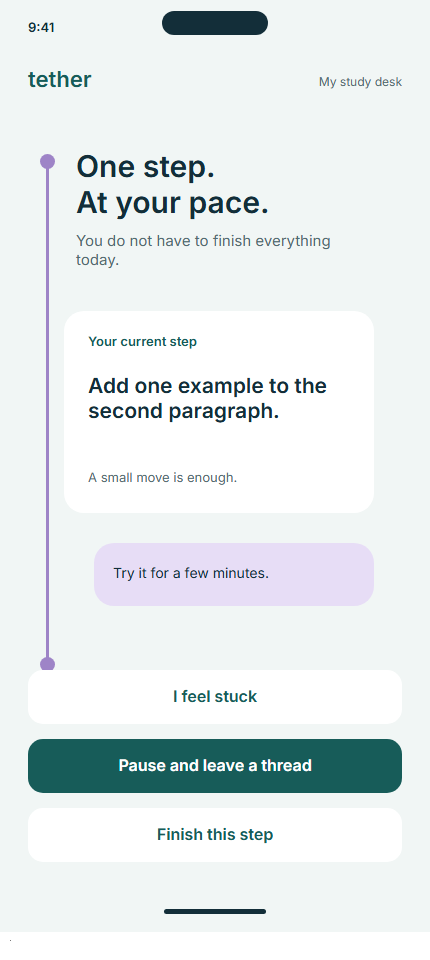 9:41
tether
My study desk
One step.
At your pace.
You do not have to finish everything
today.
Your current step
Add one example to the
second paragraph.
A small move is enough.
Try it for a few minutes.
I feel stuck
Pause and leave a thread
Finish this step